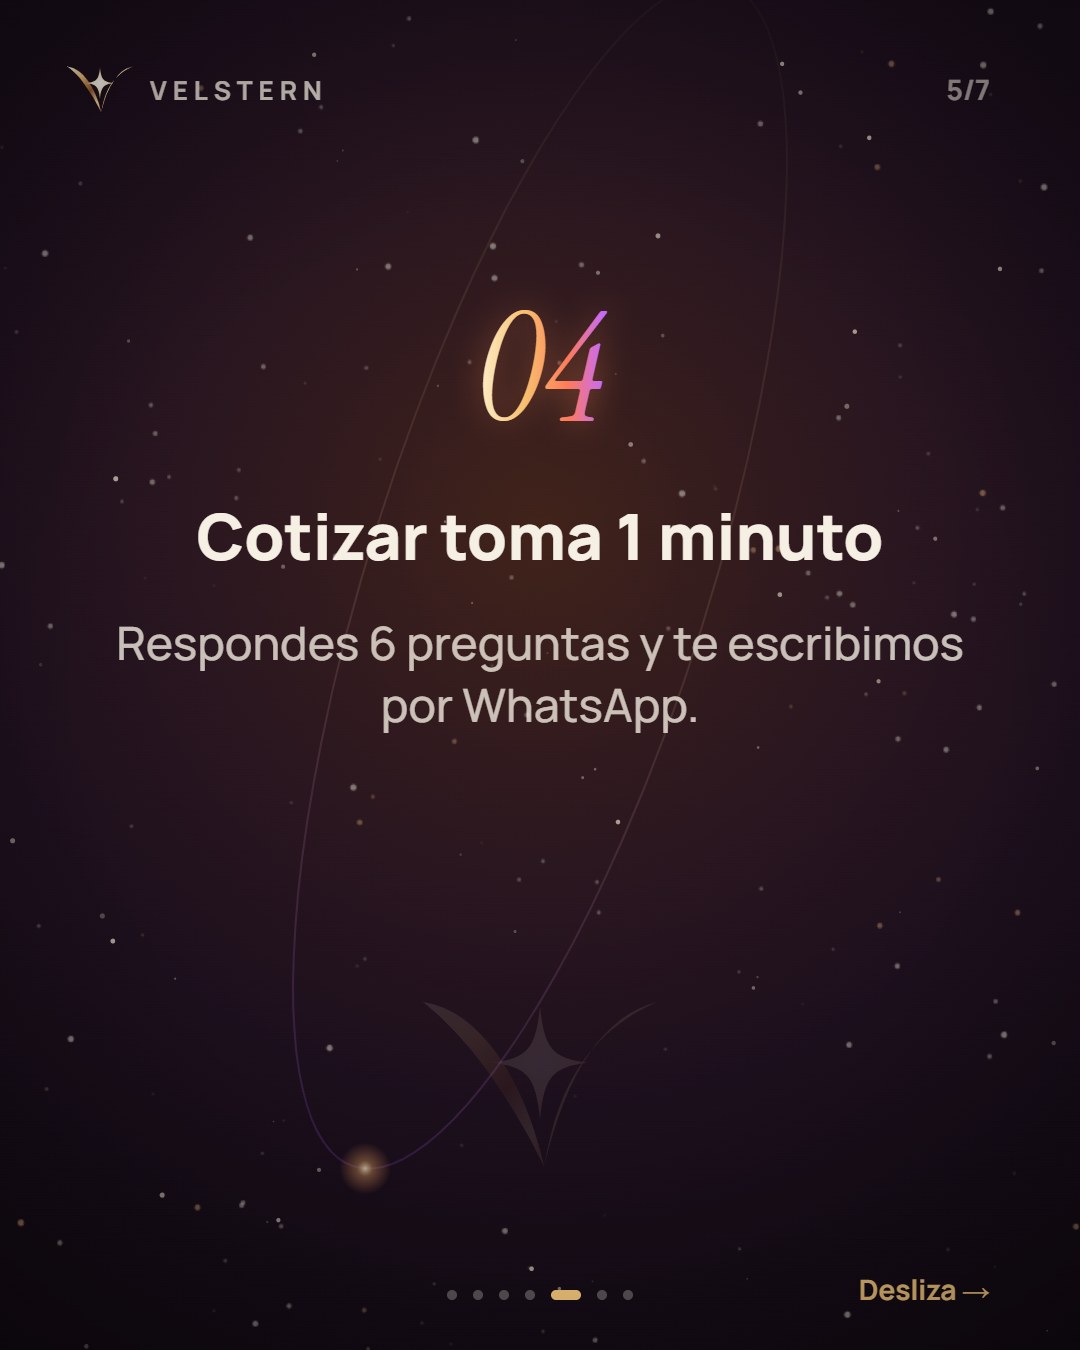 VELSTERN
5/7
04
Cotizar toma 1 minuto
Respondes 6 preguntas y te escribimos
por WhatsApp.
Desliza →